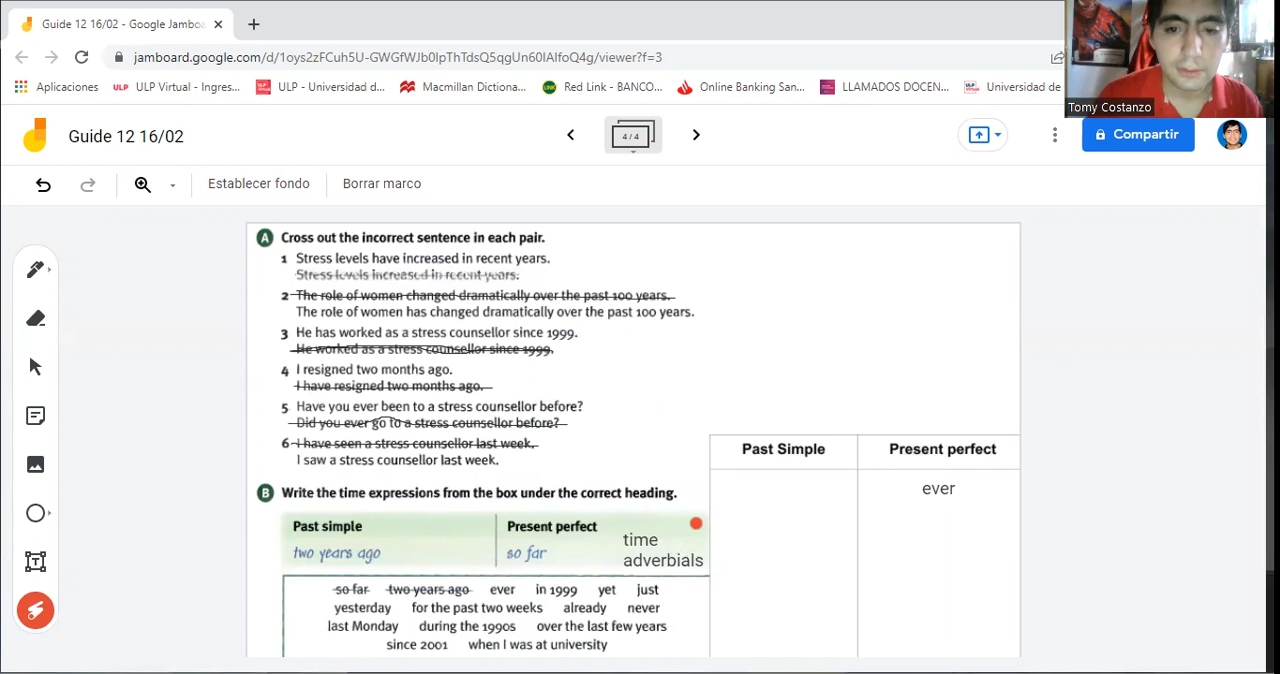 Guide 12 16/02 - Google Jamboa
jamboard.google.com/d/1oys2zFCuh5U-GWGfWJb0IpThTdsQ5qgUn60IAIfoQ4g/viewer?f=3
Aplicaciones ULP ULP Virtual - Ingres... ULP - Universidad d... Macmillan Dictiona... LINK Red Link - BANCO... Online Banking San... LLAMADOS DOCEN... Universidad de
Tomy Costanzo
Guide 12 16/02
4 / 4
Compartir
Establecer fondo Borrar marco
A Cross out the incorrect sentence in each pair.
1 Stress levels have increased in recent years.
Stress levels increased in recent years.
2 The role of women changed dramatically over the past 100 years.
The role of women has changed dramatically over the past 100 years.
3 He has worked as a stress counsellor since 1999.
He worked as a stress counsellor since 1999.
4 I resigned two months ago.
I have resigned two months ago.
5 Have you ever been to a stress counsellor before?
Did you ever go to a stress counsellor before?
6 I have seen a stress counsellor last week.
I saw a stress counsellor last week.
B Write the time expressions from the box under the correct heading.
Past simple Present perfect
two years ago so far
time
adverbials
so far two years ago ever in 1999 yet just
yesterday for the past two weeks already never
last Monday during the 1990s over the last few years
since 2001 when I was at university
Past Simple Present perfect
ever